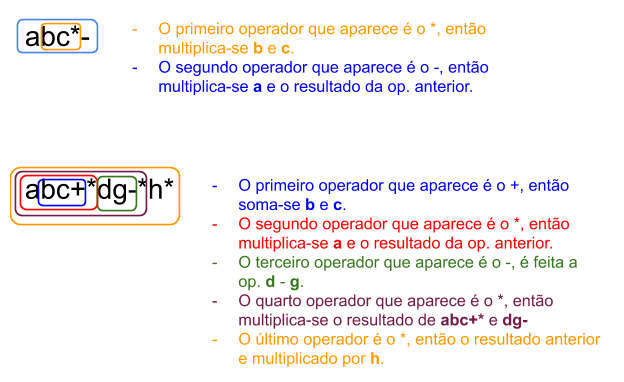 abc*-
- O primeiro operador que aparece é o *, então
multiplica-se b e c.
- O segundo operador que aparece é o -, então
multiplica-se a e o resultado da op. anterior.
abc+*dg-*h*
- O primeiro operador que aparece é o +, então
soma-se b e c.
- O segundo operador que aparece é o *, então
multiplica-se a e o resultado da op. anterior.
- O terceiro operador que aparece é o -, é feita a
op. d - g.
- O quarto operador que aparece é o *, então
multiplica-se o resultado de abc+* e dg-
- O último operador é o *, então o resultado anterior
e multiplicado por h.